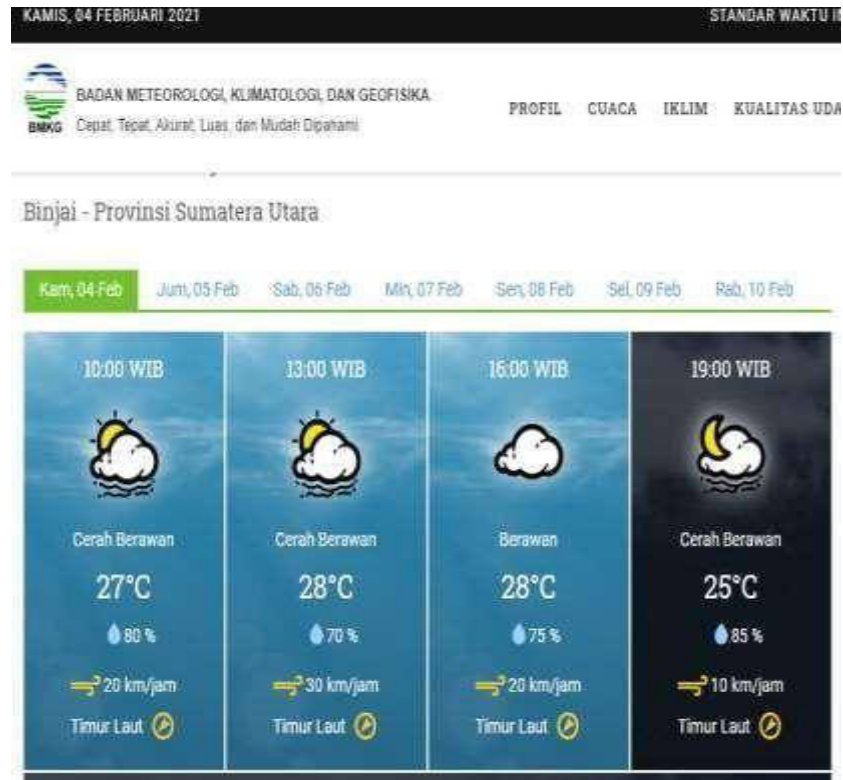 KAMIS, 04 FEBRUARI 2021
STANDAR WAKTU
BADAN METEOROLOGI, KLIMATOLOGI, DAN GEOFISIKA
Cepat, Tepat, Akurat, Luas, dan Mudah Dipahami
BMKG
PROFIL CUACA IKLIM KUALITAS UDA
Binjai - Provinsi Sumatera Utara
Kam, 04 Feb Jum, 05 Feb Sab, 06 Feb Min, 07 Feb Sen, 08 Feb Sel, 09 Feb Rab, 10 Feb
10:00 WIB 13:00 WIB 16:00 WIB 19:00 WIB
Cerah Berawan Cerah Berawan Berawan Cerah Berawan
27°C 28°C 28°C 25°C
80 % 70 % 75 % 85 %
20 km/jam 30 km/jam 20 km/jam 10 km/jam
Timur Laut Timur Laut Timur Laut Timur Laut